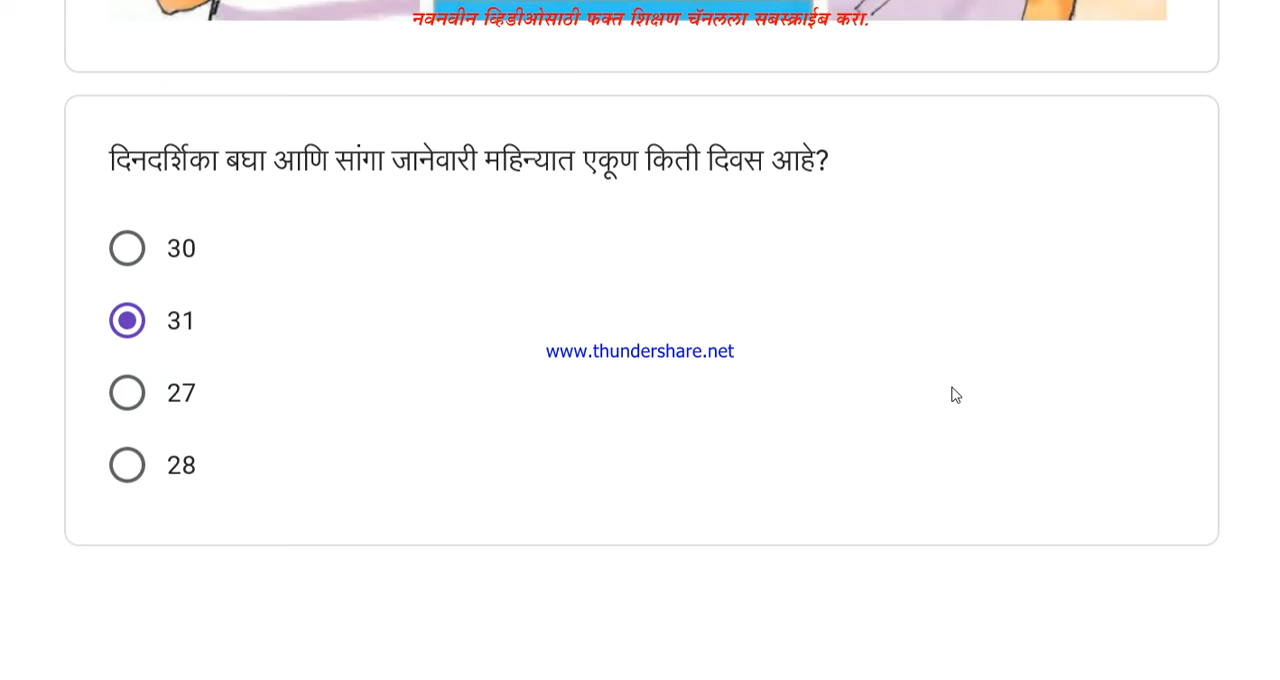 नवनवीन व्हिडीओसाठी फक्त शिक्षण चॅनलला सबस्क्राईब करा.
दिनदर्शिका बघा आणि सांगा जानेवारी महिन्यात एकूण किती दिवस आहे?
30
31
www.thundershare.net
27
28